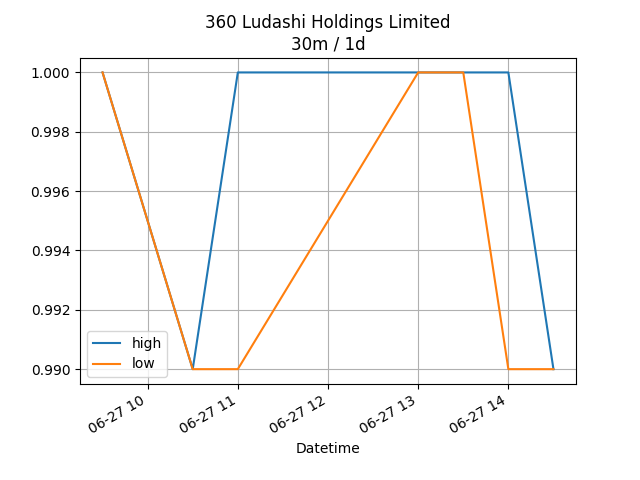 360 Ludashi Holdings Limited
30m / 1d
1.000
0.998
0.996
0.994
0.992
0.990
high
low
06-27 10
06-27 11
06-27 12
06-27 13
06-27 14
Datetime